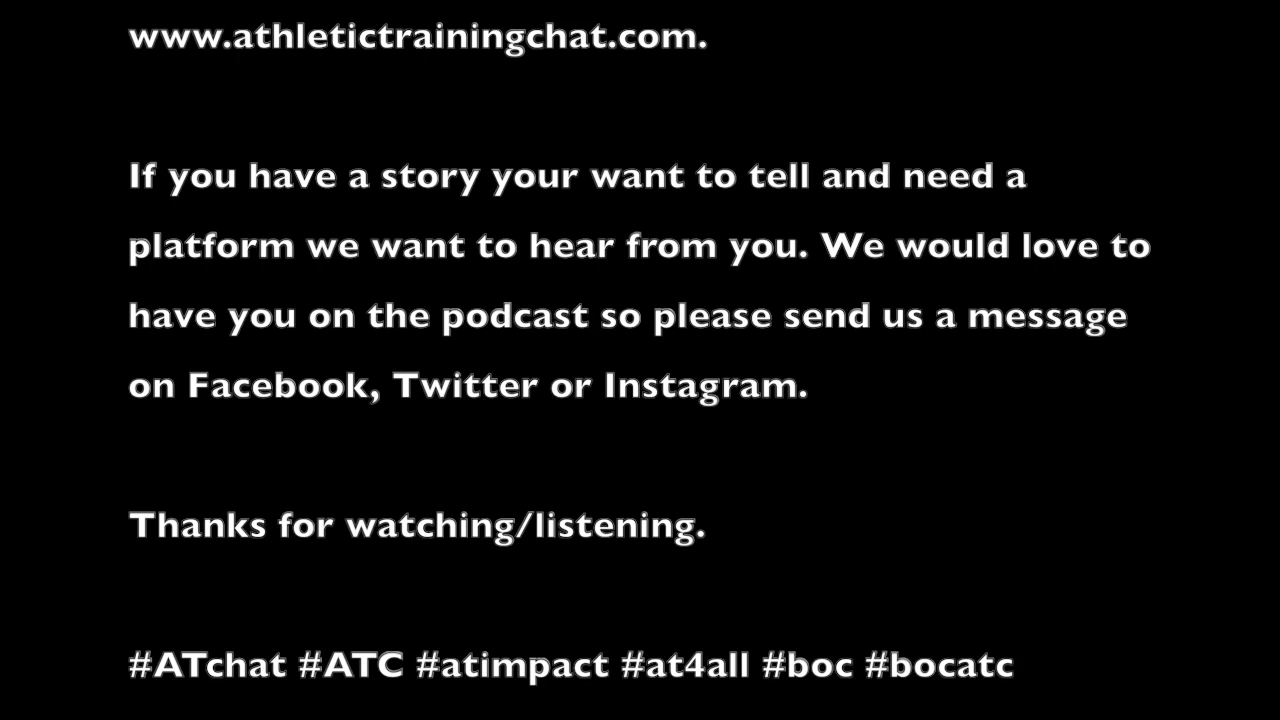 www.athletictrainingchat.com.
If you have a story your want to tell and need a
platform we want to hear from you. We would love to
have you on the podcast so please send us a message
on Facebook, Twitter or Instagram.
Thanks for watching/listening.
#ATchat #ATC #atimpact #at4all #boc #bocatc